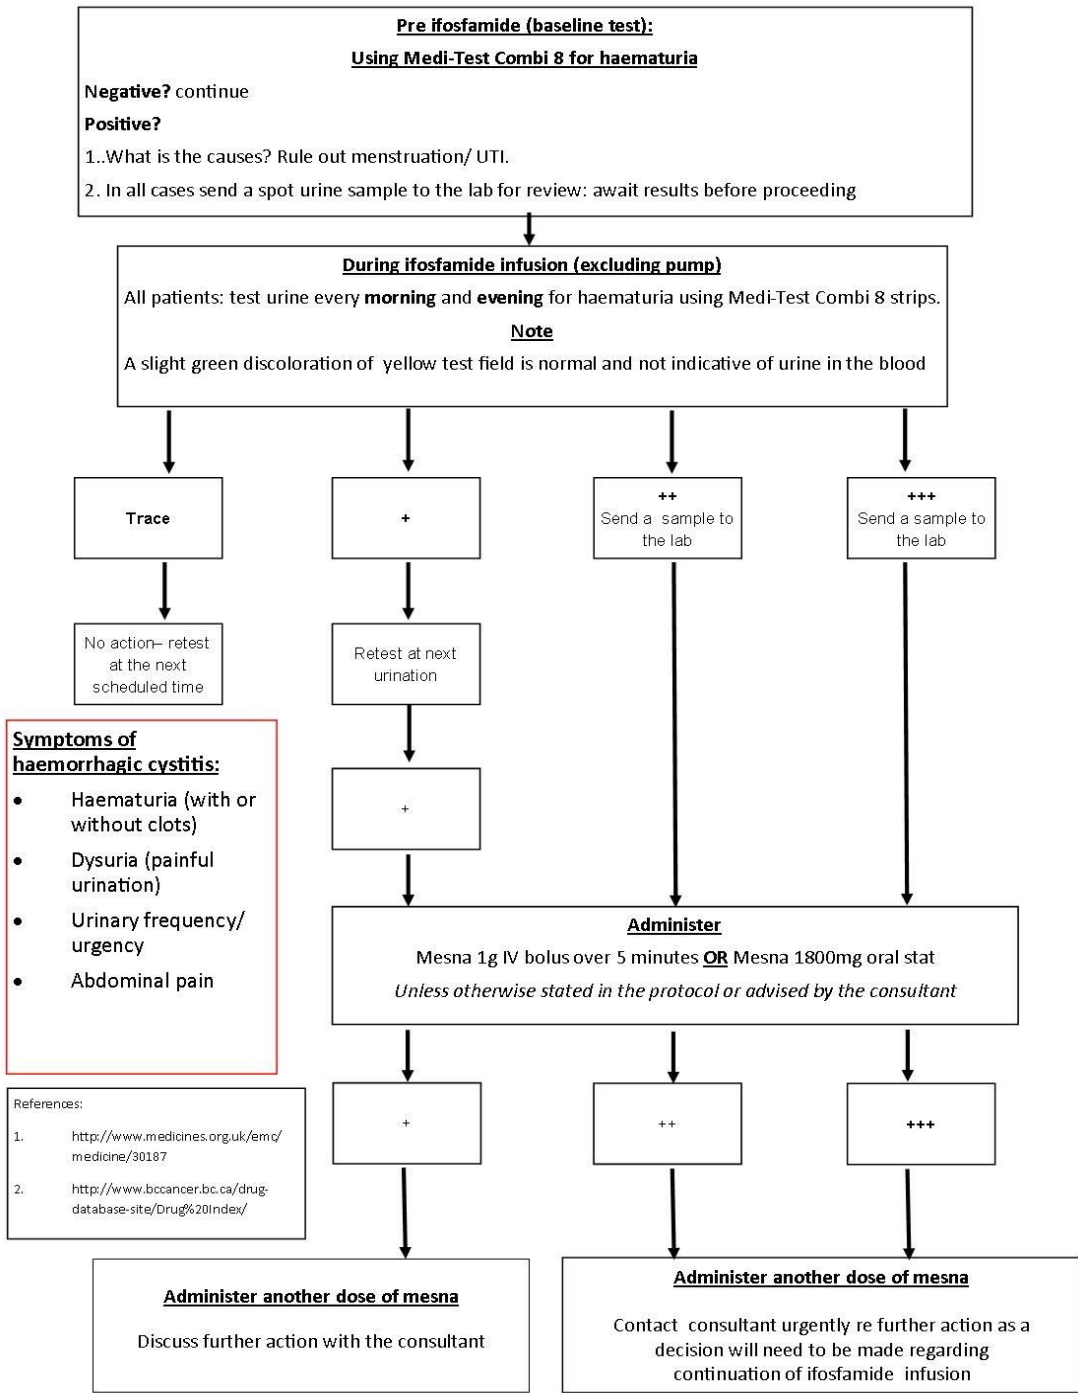 Pre ifosfamide (baseline test):
Using Medi-Test Combi 8 for haematuria
Negative? continue
Positive?
1..What is the causes? Rule out menstruation/ UTI.
2. In all cases send a spot urine sample to the lab for review: await results before proceeding
During ifosfamide infusion (excluding pump)
All patients: test urine every morning and evening for haematuria using Medi-Test Combi 8 strips.
Note
A slight green discoloration of yellow test field is normal and not indicative of urine in the blood
Trace
+
++
Send a sample to
the lab
+++
Send a sample to
the lab
No action– retest
at the next
scheduled time
Retest at next
urination
+
Symptoms of
haemorrhagic cystitis:
• Haematuria (with or
without clots)
• Dysuria (painful
urination)
• Urinary frequency/
urgency
• Abdominal pain
Administer
Mesna 1g IV bolus over 5 minutes OR Mesna 1800mg oral stat
Unless otherwise stated in the protocol or advised by the consultant
+
++
+++
References:
1. http://www.medicines.org.uk/emc/
medicine/30187
2. http://www.bccancer.bc.ca/drug-
database-site/Drug%20Index/
Administer another dose of mesna
Discuss further action with the consultant
Administer another dose of mesna
Contact consultant urgently re further action as a
decision will need to be made regarding
continuation of ifosfamide infusion